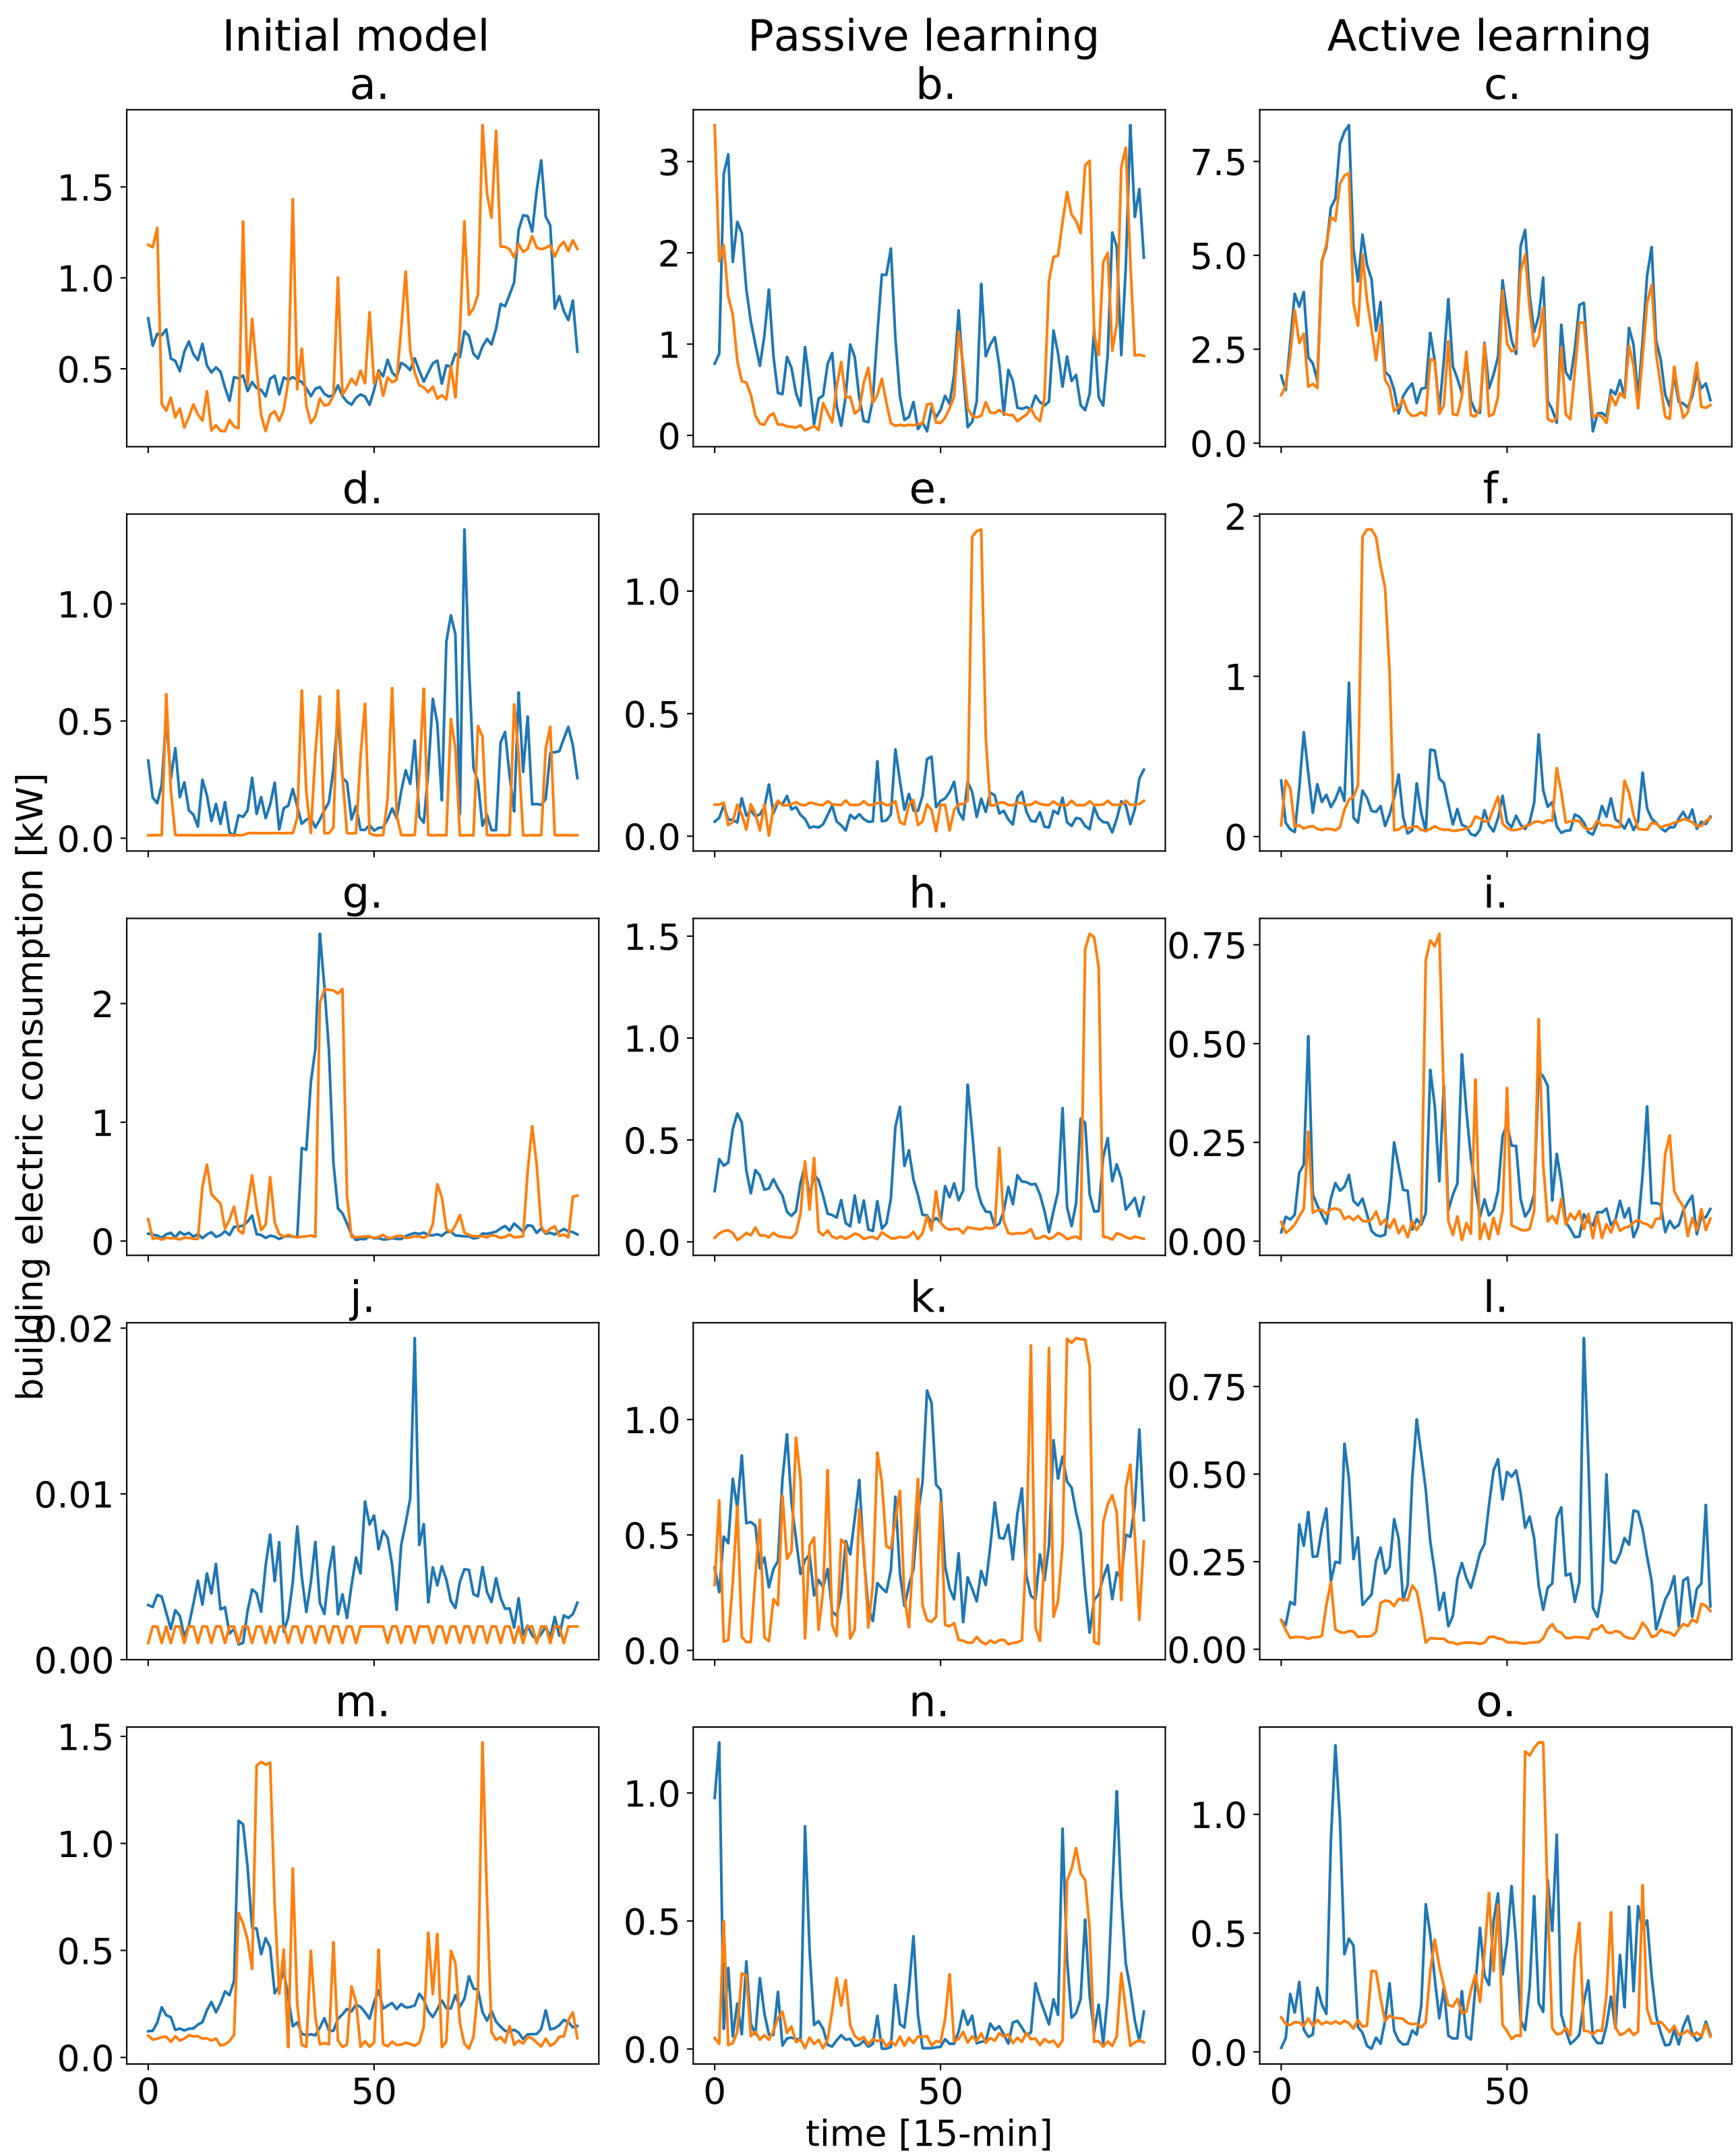 Initial model
Passive learning
Active learning
a.
b.
c.
1.5
1.0
0.5
3
2
1
0
7.5
5.0
2.5
0.0
d.
e.
f.
1.0
0.5
0.0
1.0
0.5
0.0
2
1
0
g.
h.
i.
2
1
0
1.5
1.0
0.5
0.0
0.75
0.50
0.25
0.00
building electric consumption [kW]
j.
k.
l.
0.02
0.01
0.00
1.0
0.5
0.0
0.75
0.50
0.25
0.00
m.
n.
o.
1.5
1.0
0.5
0.0
1.0
0.5
0.0
1.0
0.5
0.0
0
50
0
50
0
50
time [15-min]